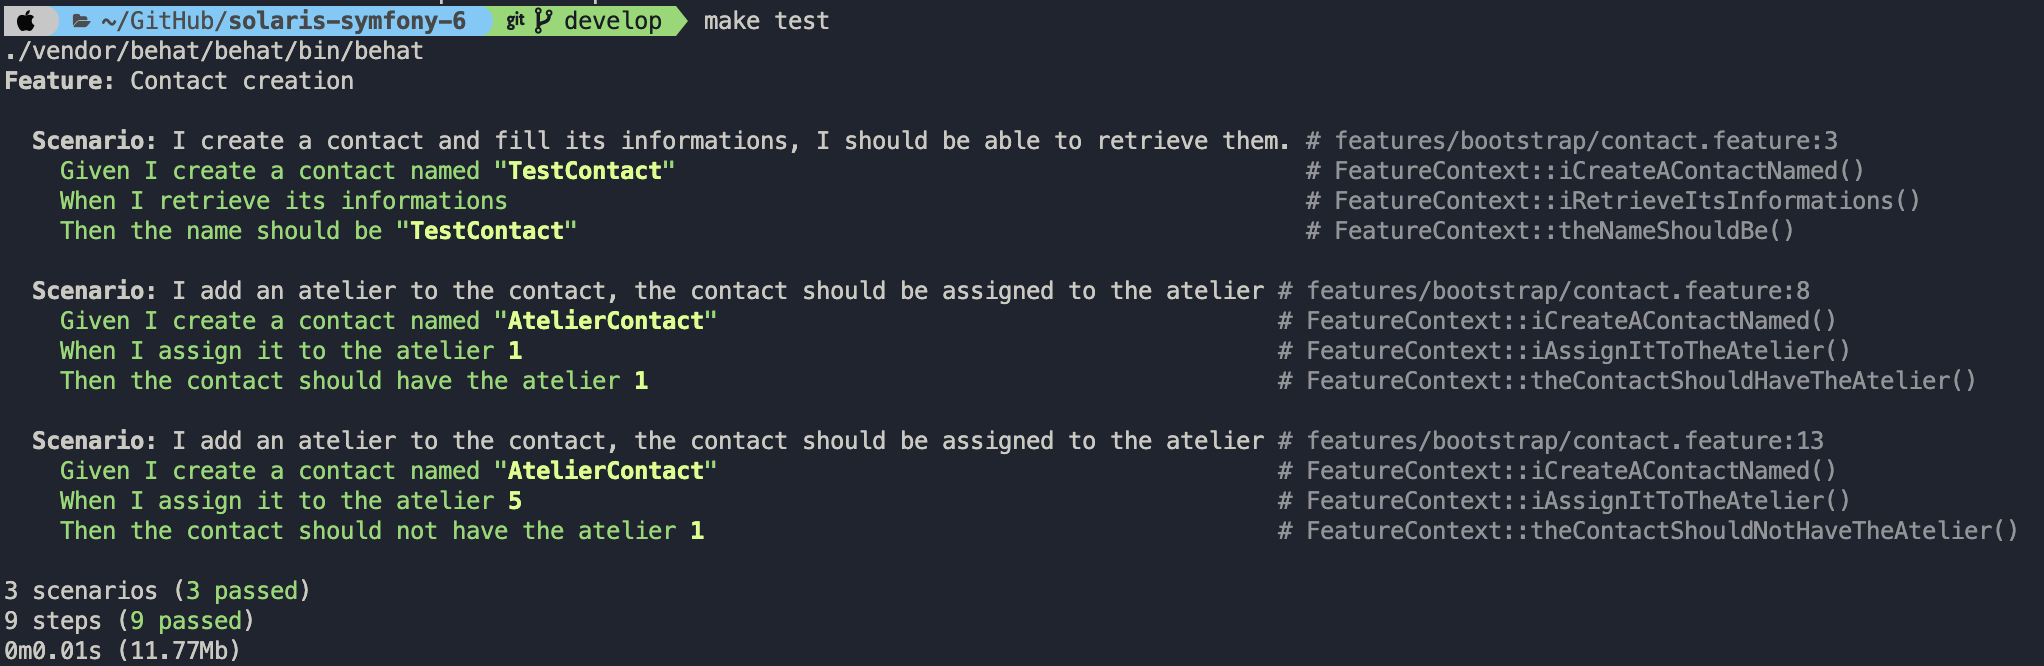 ~/GitHub/solaris-symfony-6 git develop make test
./vendor/behat/behat/bin/behat
Feature: Contact creation
Scenario: I create a contact and fill its informations, I should be able to retrieve them. # features/bootstrap/contact.feature:3
Given I create a contact named "TestContact" # FeatureContext::iCreateAContactNamed()
When I retrieve its informations # FeatureContext::iRetrieveItsInformations()
Then the name should be "TestContact" # FeatureContext::theNameShouldBe()
Scenario: I add an atelier to the contact, the contact should be assigned to the atelier # features/bootstrap/contact.feature:8
Given I create a contact named "AtelierContact" # FeatureContext::iCreateAContactNamed()
When I assign it to the atelier 1 # FeatureContext::iAssignItToTheAtelier()
Then the contact should have the atelier 1 # FeatureContext::theContactShouldHaveTheAtelier()
Scenario: I add an atelier to the contact, the contact should be assigned to the atelier # features/bootstrap/contact.feature:13
Given I create a contact named "AtelierContact" # FeatureContext::iCreateAContactNamed()
When I assign it to the atelier 5 # FeatureContext::iAssignItToTheAtelier()
Then the contact should not have the atelier 1 # FeatureContext::theContactShouldNotHaveTheAtelier()
3 scenarios (3 passed)
9 steps (9 passed)
0m0.01s (11.77Mb)